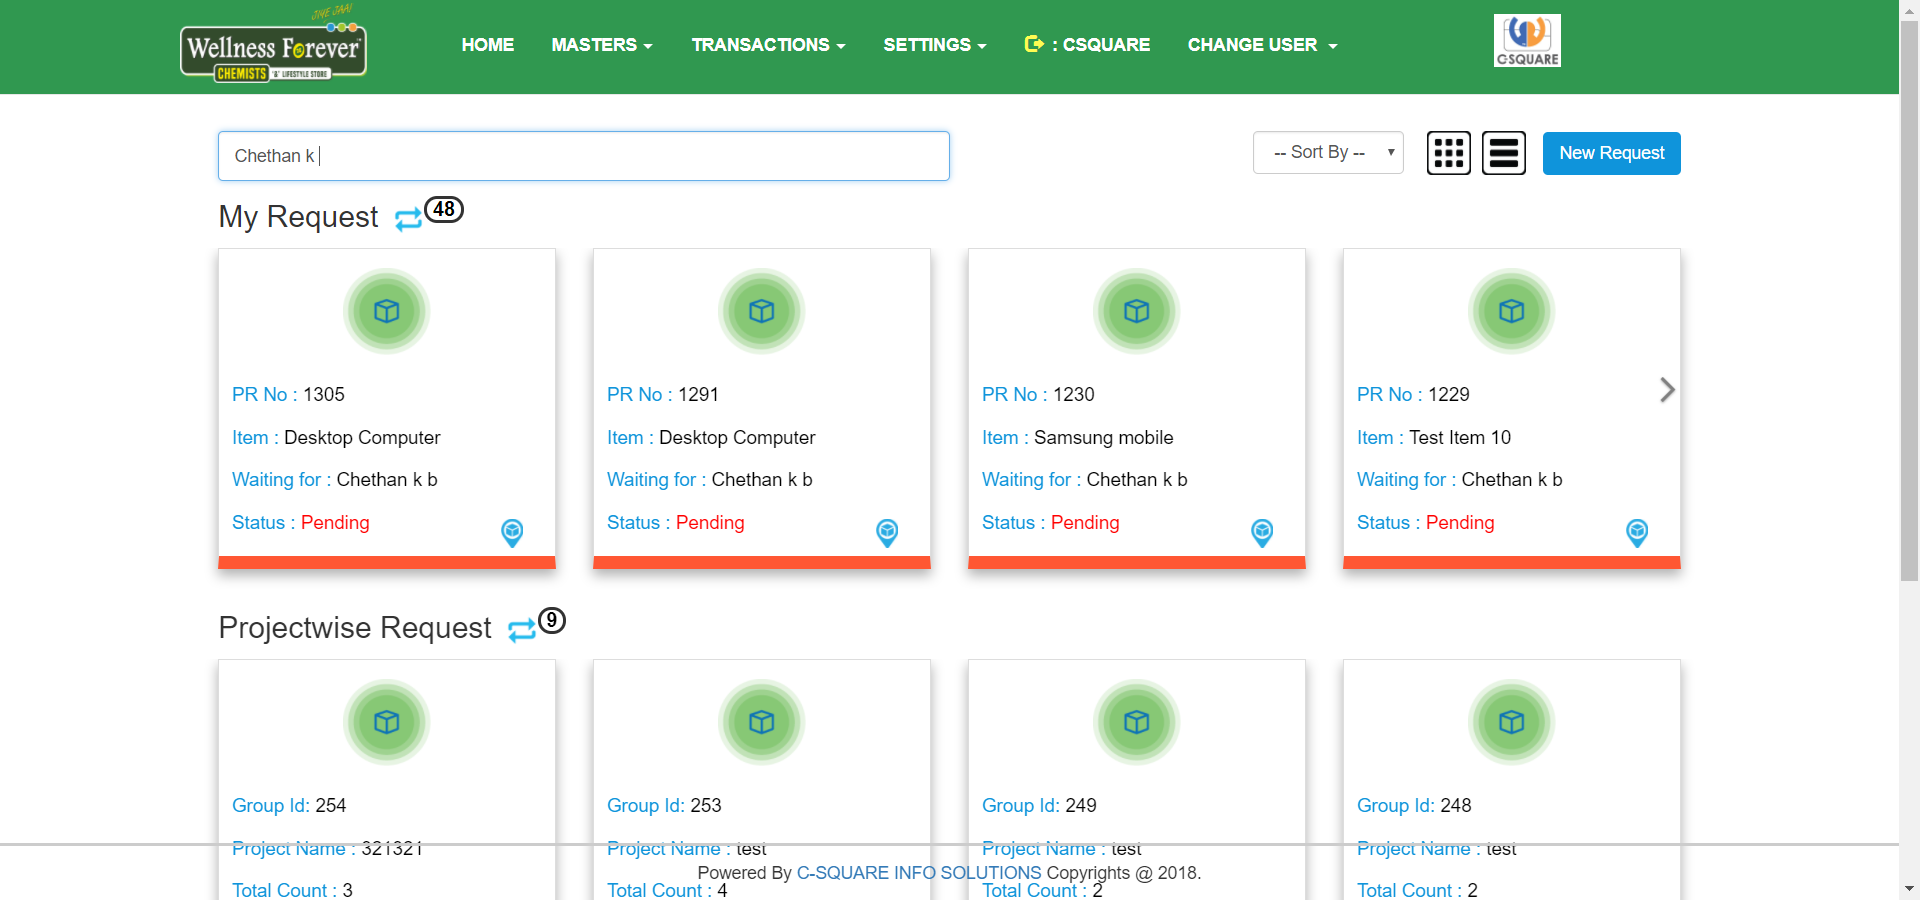 JIYE JAA!
Wellness Forever
CHEMISTS '&' LIFESTYLE STORE
HOME
MASTERS
TRANSACTIONS
SETTINGS
: CSQUARE
CHANGE USER
C-SQUARE
Chethan k
-- Sort By --
New Request
My Request 48
PR No : 1305
Item : Desktop Computer
Waiting for : Chethan k b
Status : Pending
PR No : 1291
Item : Desktop Computer
Waiting for : Chethan k b
Status : Pending
PR No : 1230
Item : Samsung mobile
Waiting for : Chethan k b
Status : Pending
PR No : 1229
Item : Test Item 10
Waiting for : Chethan k b
Status : Pending
Projectwise Request 9
Group Id: 254
Project Name : 321321
Total Count : 3
Group Id: 253
Project Name : test
Total Count : 4
Group Id: 249
Project Name : test
Total Count : 2
Group Id: 248
Project Name : test
Total Count : 2
Powered By C-SQUARE INFO SOLUTIONS Copyrights @ 2018.